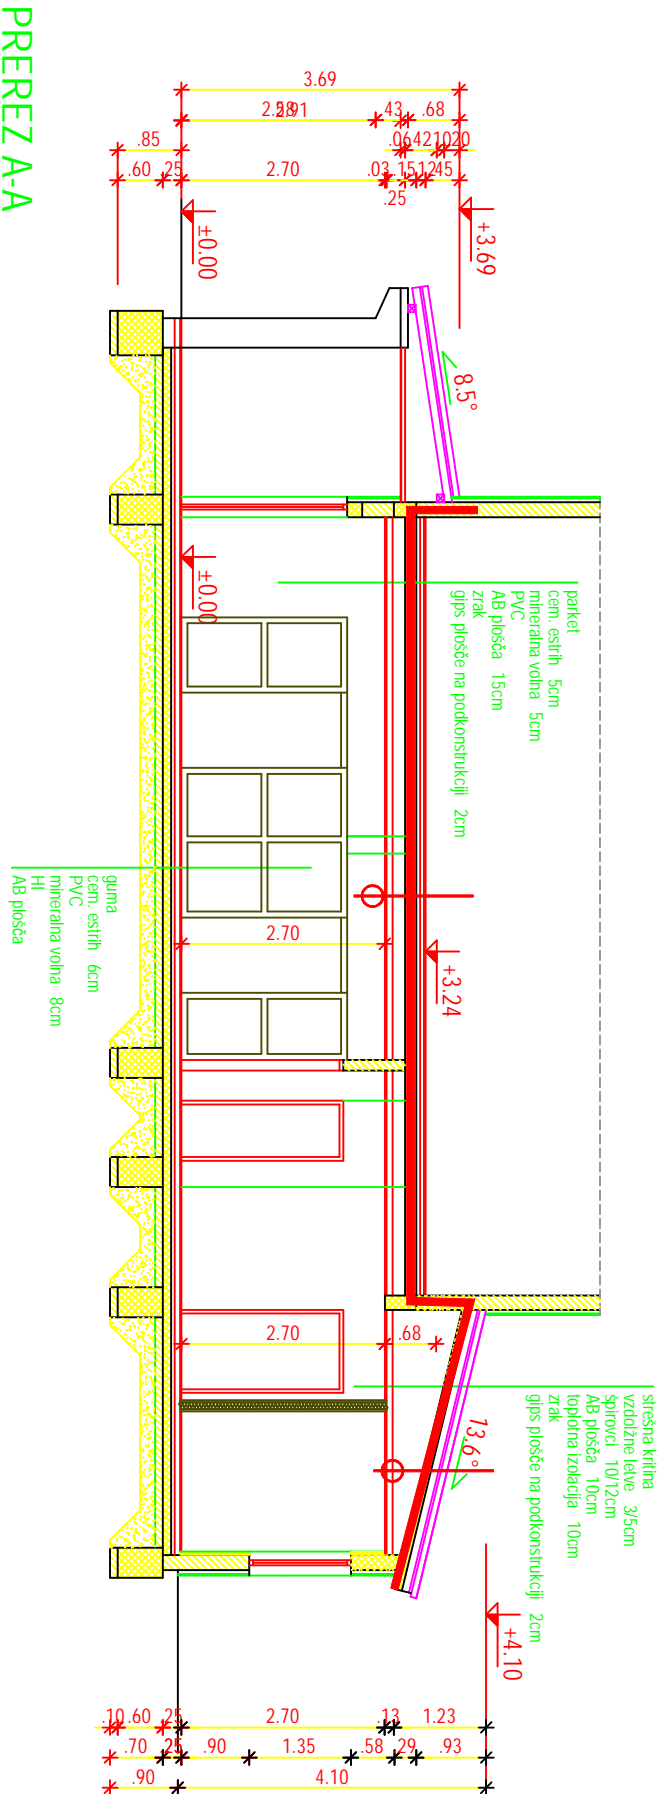 PREREZ A-A
3.69
2.91
.43
.68
.85
.06
.42
.10
.20
.60
.25
2.70
.03
.15
.12
.45
.25
±0.00
+3.69
8.5°
±0.00
parket
cem. estrih 5cm
mineralna volna 5cm
PVC
AB plošča 15cm
zrak
gips plošče na podkonstrukciji 2cm
guma
cem. estrih 6cm
PVC
mineralna volna 8cm
HI
AB plošča
2.70
+3.24
2.70
.68
strešna kritina
vzdolžne letve 3/5cm
špirovci 10/12cm
AB plošča 10cm
toplotna izolacija 10cm
zrak
gips plošče na podkonstrukciji 2cm
13.6°
+4.10
.10
.60
.25
2.70
.13
1.23
.70
.25
.90
1.35
.58
.29
.93
.90
4.10